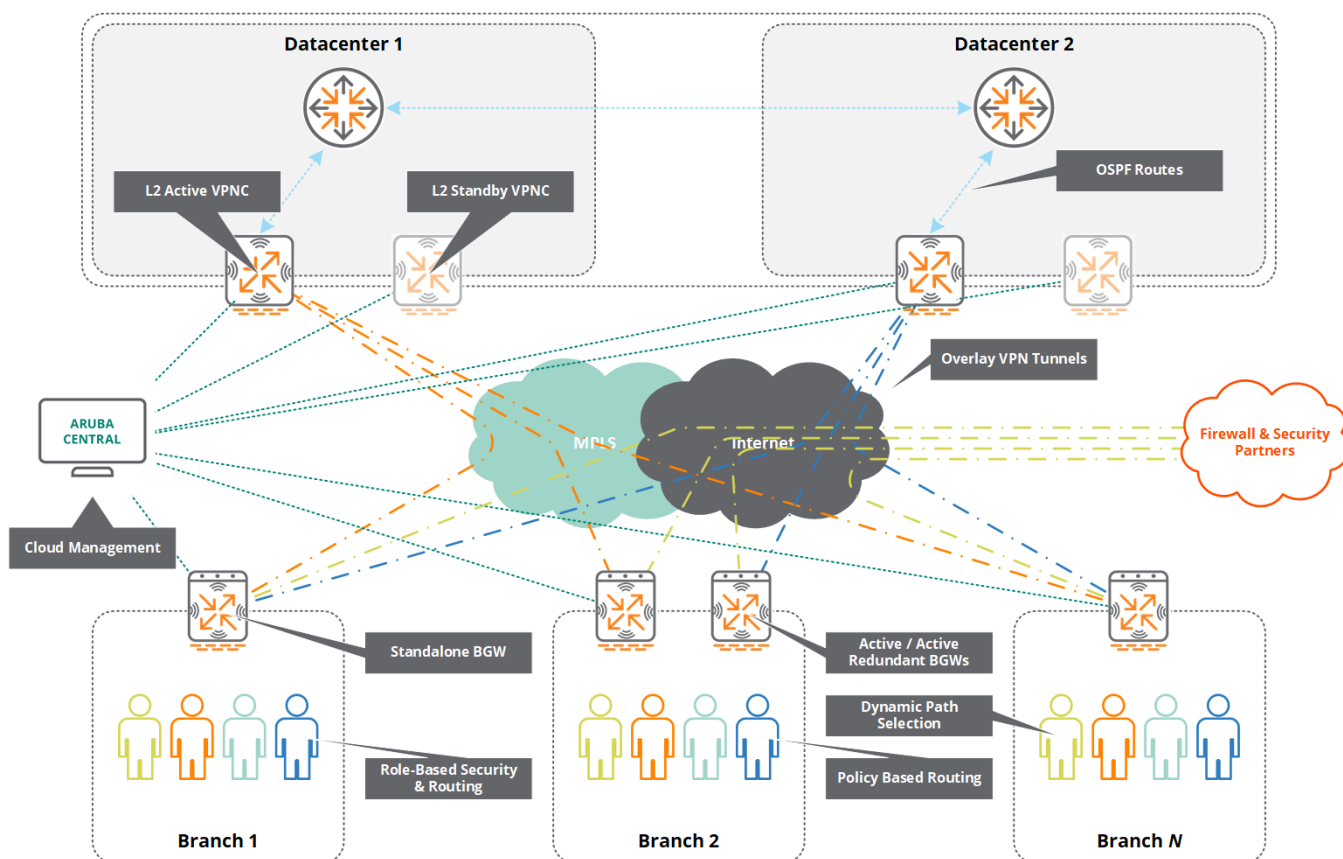 Datacenter 1
Datacenter 2
L2 Active VPNC
L2 Standby VPNC
OSPF Routes
Overlay VPN Tunnels
ARUBA
CENTRAL
MPLS
Internet
Firewall & Security
Partners
Cloud Management
Standalone BGW
Active / Active
Redundant BGWs
Dynamic Path
Selection
Role-Based Security
& Routing
Policy Based Routing
Branch 1
Branch 2
Branch N